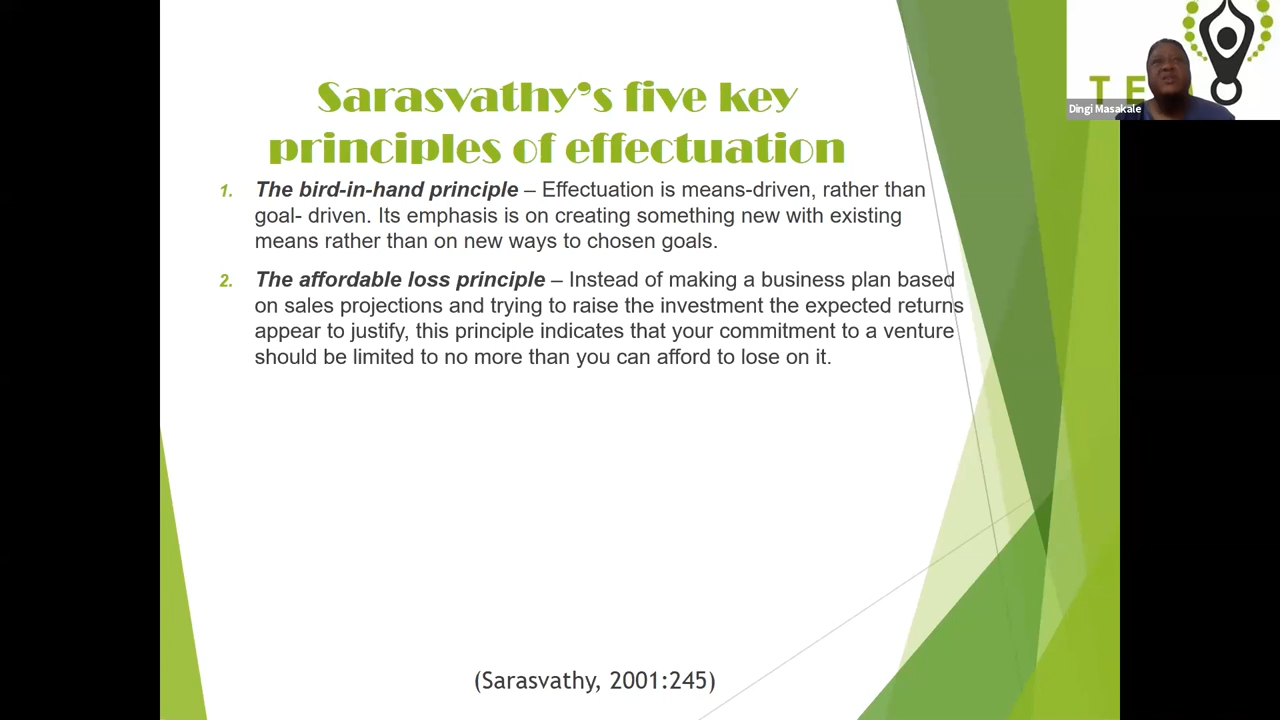 Sarasvathy's five key
principles of effectuation
1. The bird-in-hand principle – Effectuation is means-driven, rather than
goal- driven. Its emphasis is on creating something new with existing
means rather than on new ways to chosen goals.
2. The affordable loss principle – Instead of making a business plan based
on sales projections and trying to raise the investment the expected returns
appear to justify, this principle indicates that your commitment to a venture
should be limited to no more than you can afford to lose on it.
(Sarasvathy, 2001:245)
Dingi Masakale